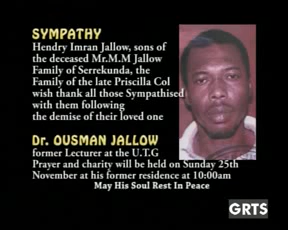 SYMPATHY
Hendry Imran Jallow, sons of
the deceased Mr.M.M Jallow
Family of Serrekunda, the
Family of the late Priscilla Col
wish thank all those Sympathised
with them following
the demise of their loved one
Dr. OUSMAN JALLOW
former Lecturer at the U.T.G
Prayer and charity will be held on Sunday 25th
November at his former residence at 10:00am
May His Soul Rest In Peace
GRTS